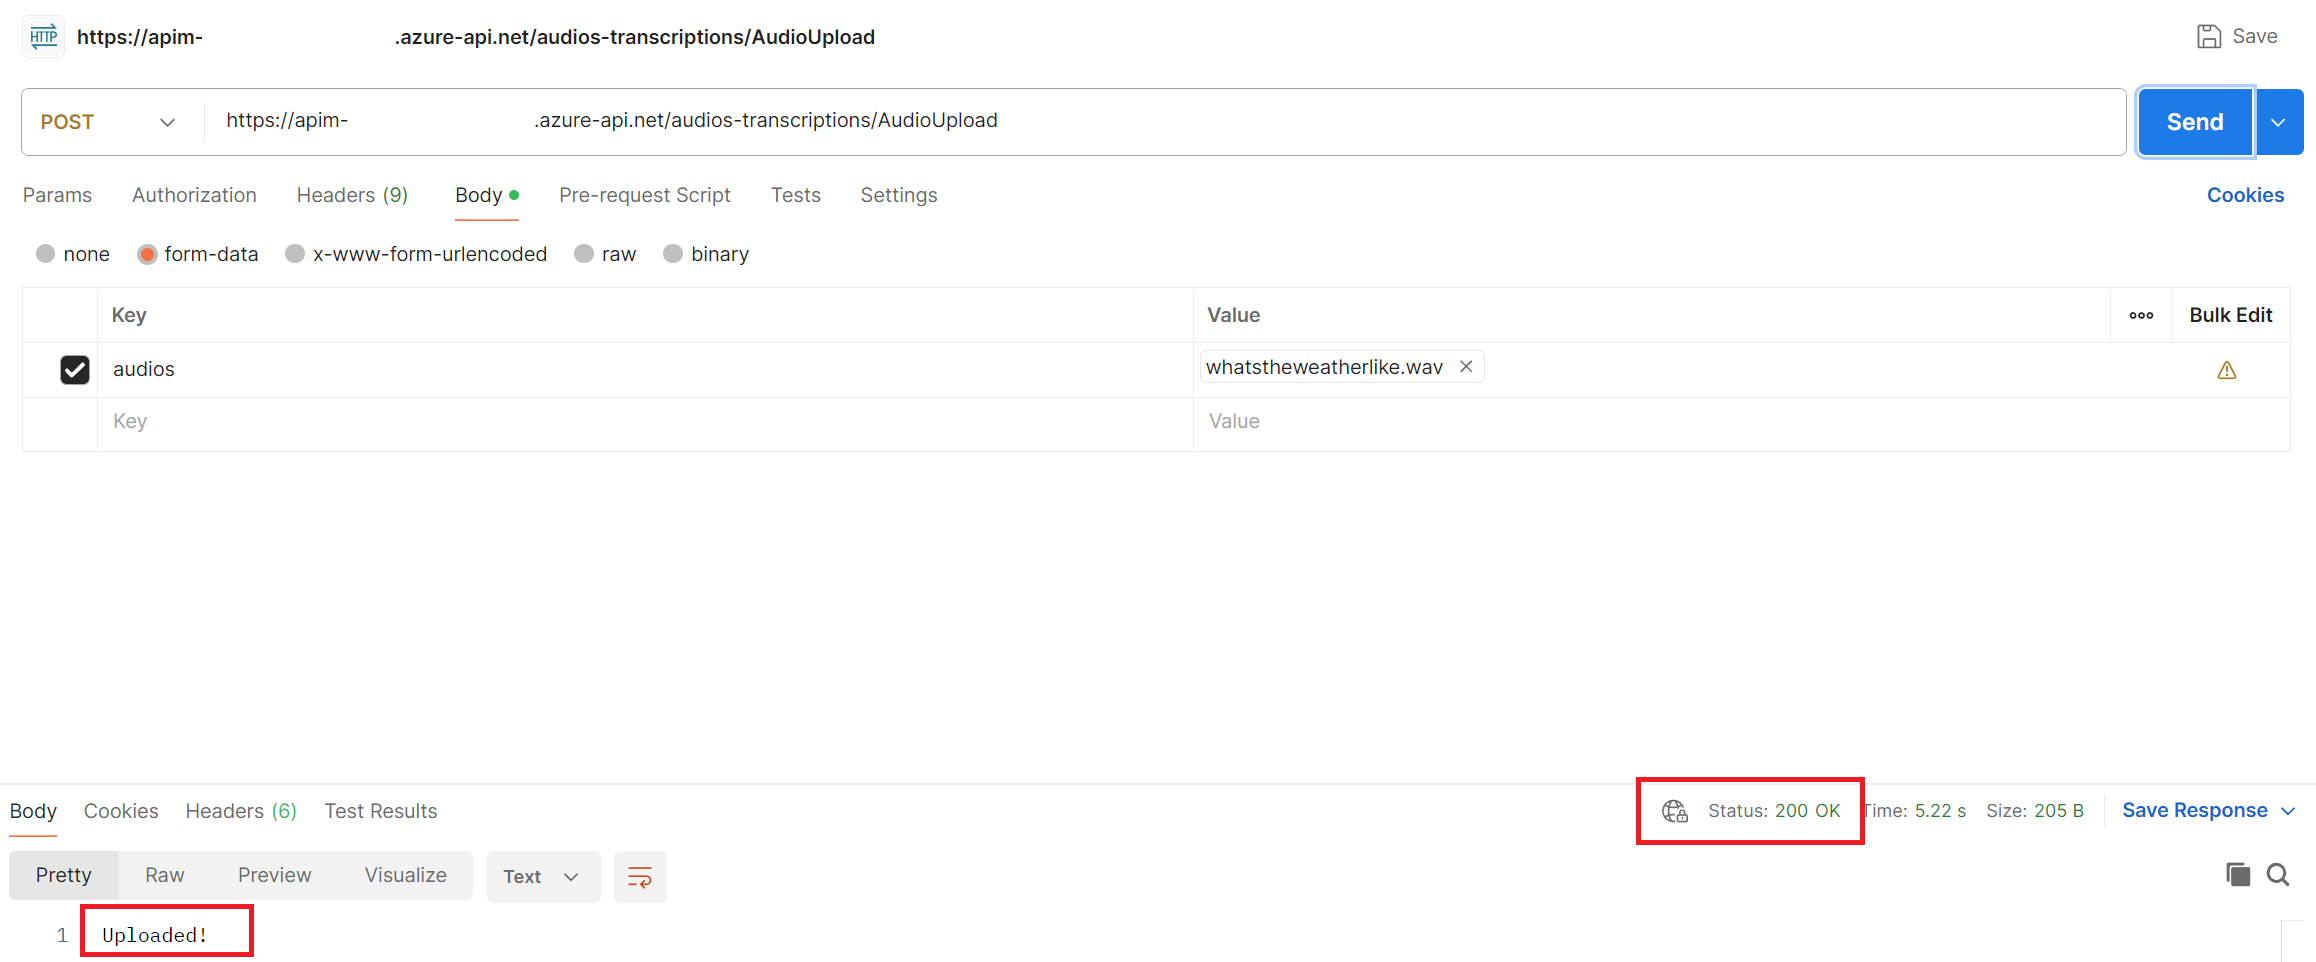 HTTP https://apim- .azure-api.net/audios-transcriptions/AudioUpload Save
POST https://apim- .azure-api.net/audios-transcriptions/AudioUpload Send
Params Authorization Headers (9) Body Pre-request Script Tests Settings Cookies
none form-data x-www-form-urlencoded raw binary
Key Value Bulk Edit
audios whatstheweatherlike.wav
Key Value
Body Cookies Headers (6) Test Results Status: 200 OK Time: 5.22 s Size: 205 B Save Response
Pretty Raw Preview Visualize Text
1 Uploaded!